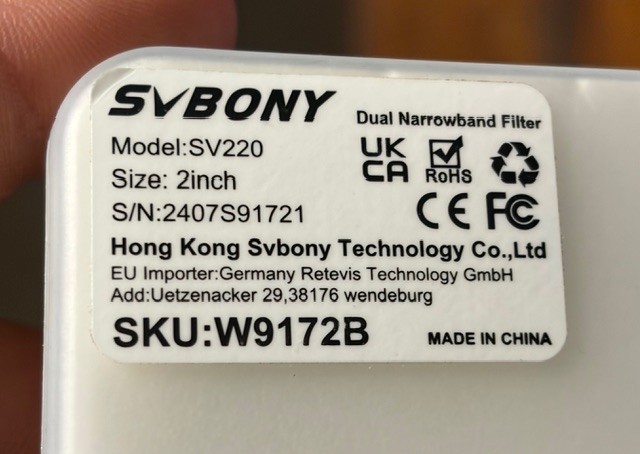 SVBONY
Dual Narrowband Filter
Model:SV220
Size: 2inch
S/N:2407S91721
UK
CA
RoHS
CE FC
Hong Kong Svbony Technology Co.,Ltd
EU Importer:Germany Retevis Technology GmbH
Add:Uetzenacker 29,38176 wendeburg
SKU:W9172B
MADE IN CHINA